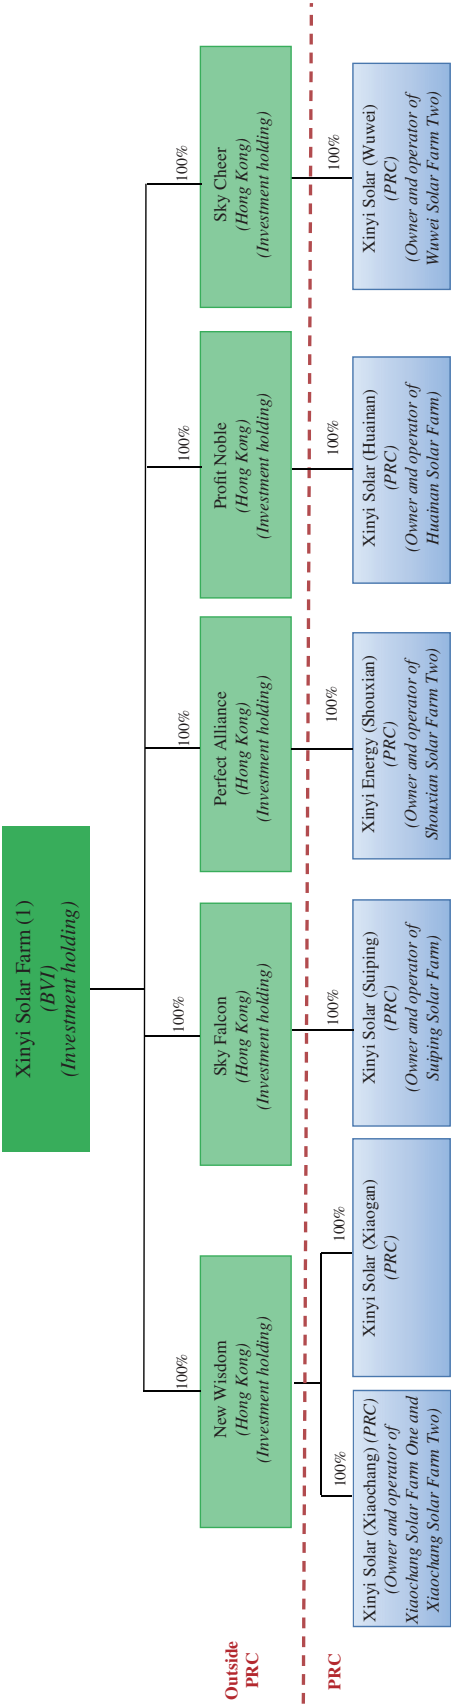 Xinyi Solar Farm (1)
(BVI)
(Investment holding)
100%
100%
100%
100%
100%
New Wisdom
(Hong Kong)
(Investment holding)
Sky Falcon
(Hong Kong)
(Investment holding)
Perfect Alliance
(Hong Kong)
(Investment holding)
Profit Noble
(Hong Kong)
(Investment holding)
Sky Cheer
(Hong Kong)
(Investment holding)
Outside
PRC
PRC
100%
100%
100%
100%
100%
100%
Xinyi Solar (Xiaochang) (PRC)
(Owner and operator of
Xiaochang Solar Farm One and
Xiaochang Solar Farm Two)
Xinyi Solar (Xiaogan)
(PRC)
Xinyi Solar (Suiping)
(PRC)
(Owner and operator of
Suiping Solar Farm)
Xinyi Energy (Shouxian)
(PRC)
(Owner and operator of
Shouxian Solar Farm Two)
Xinyi Solar (Huainan)
(PRC)
(Owner and operator of
Huainan Solar Farm)
Xinyi Solar (Wuwei)
(PRC)
(Owner and operator of
Wuwei Solar Farm Two)